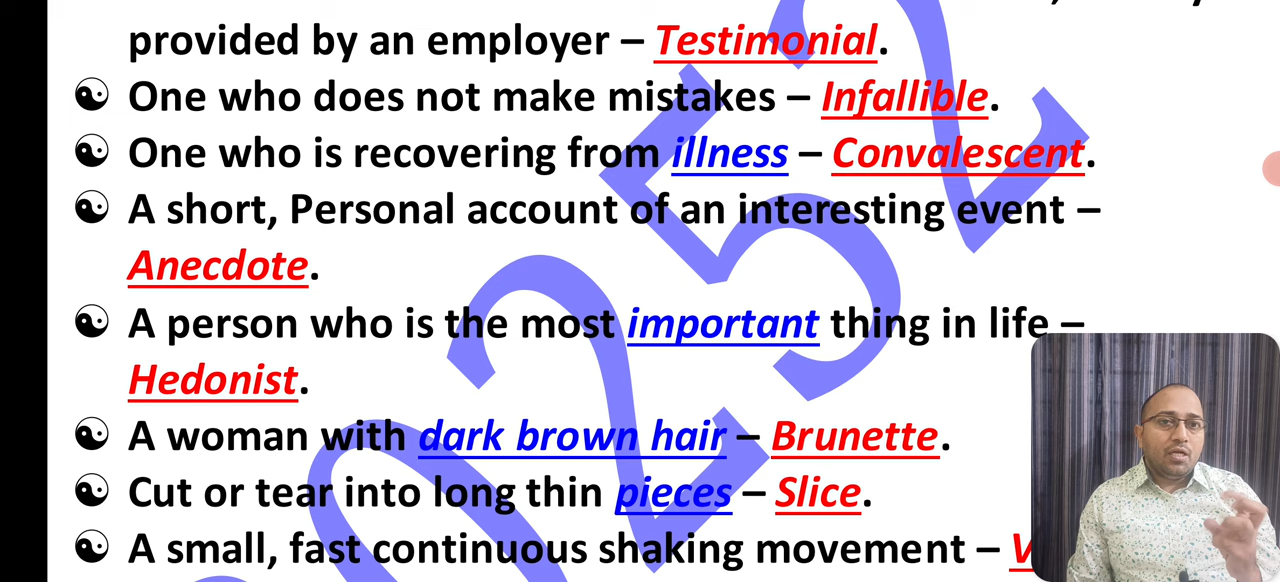 provided by an employer – Testimonial.
One who does not make mistakes – Infallible.
One who is recovering from illness – Convalescent.
A short, Personal account of an interesting event –
Anecdote.
A person who is the most important thing in life –
Hedonist.
A woman with dark brown hair – Brunette.
Cut or tear into long thin pieces – Slice.
A small, fast continuous shaking movement –